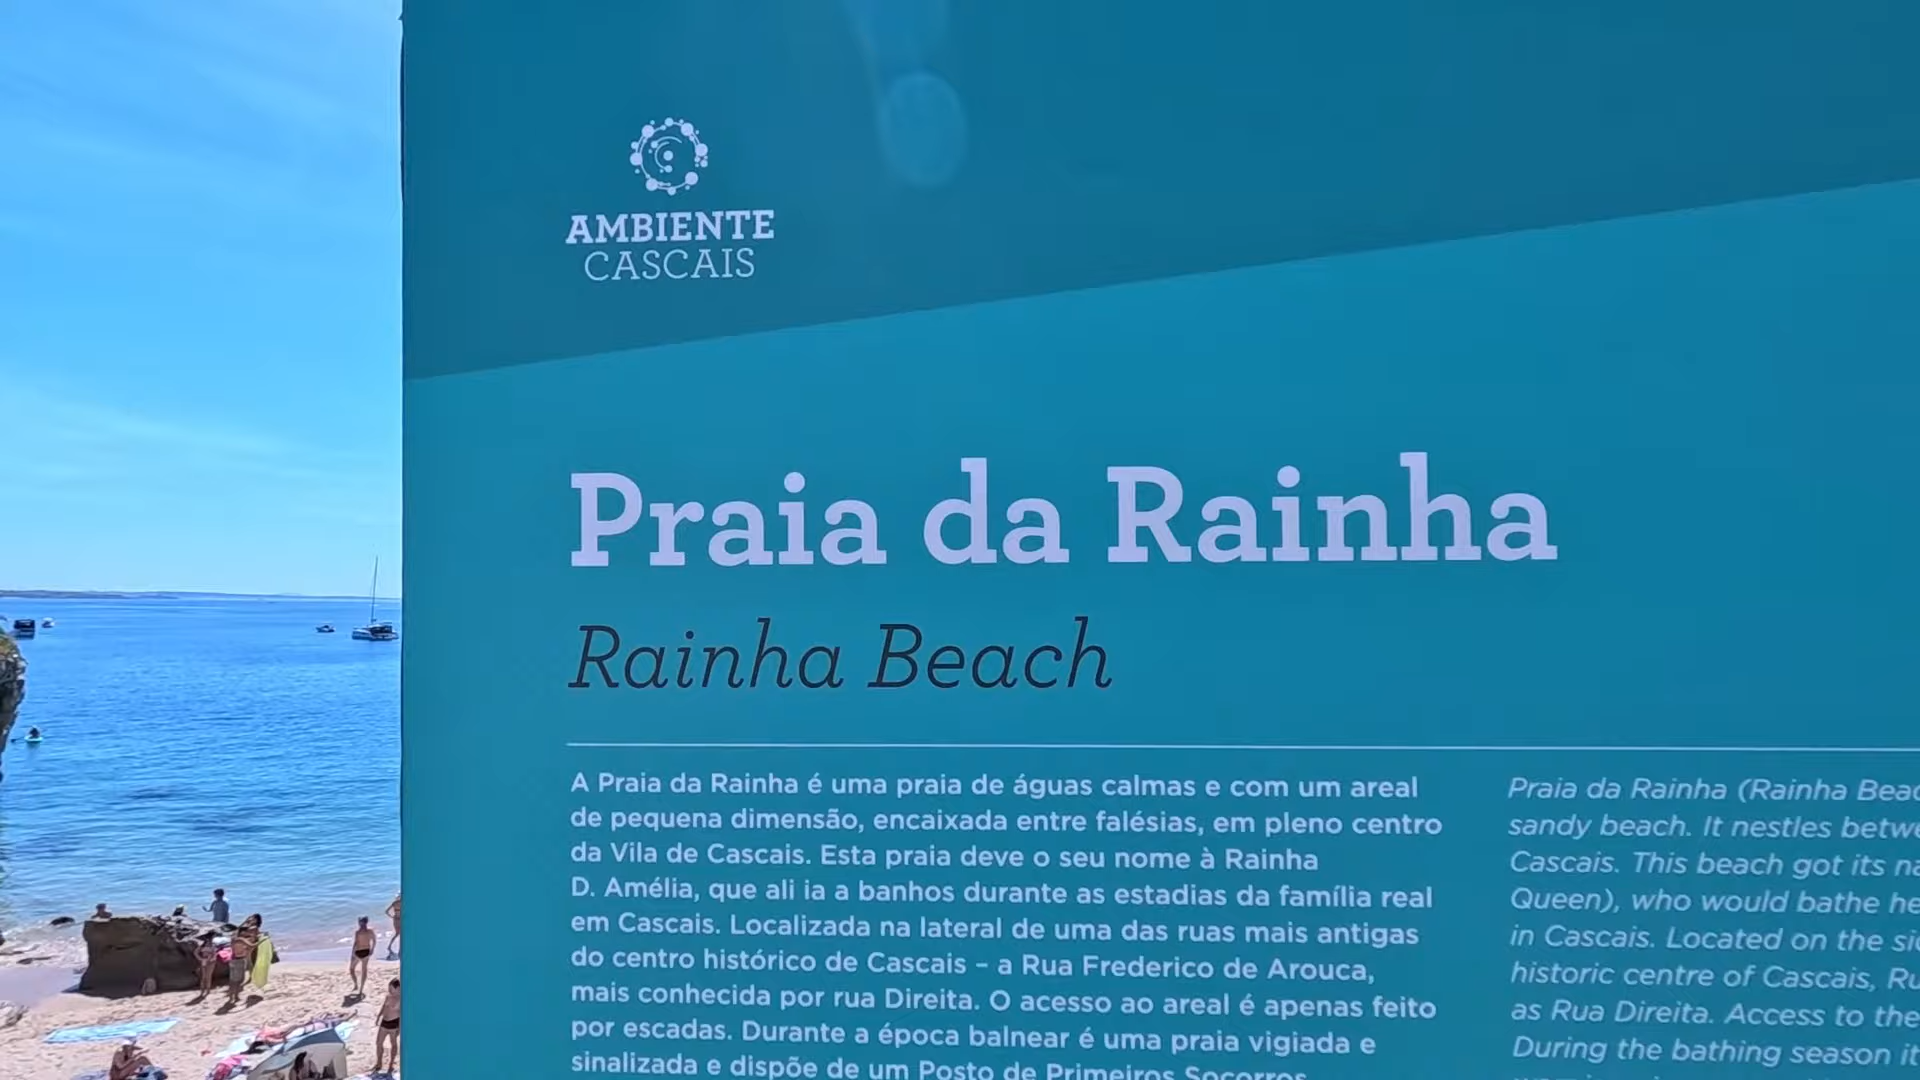 AMBIENTE
CASCAIS
Praia da Rainha
Rainha Beach
A Praia da Rainha é uma praia de águas calmas e com um areal
de pequena dimensão, encaixada entre falésias, em pleno centro
da Vila de Cascais. Esta praia deve o seu nome à Rainha
D. Amélia, que ali ia a banhos durante as estadias da família real
em Cascais. Localizada na lateral de uma das ruas mais antigas
do centro histórico de Cascais – a Rua Frederico de Arouca,
mais conhecida por rua Direita. O acesso ao areal é apenas feito
por escadas. Durante a época balnear é uma praia vigiada e
sinalizada e dispõe de um Posto de Primeiros Socorros
Praia da Rainha (Rainha
sandy beach. It nestles
Cascais. This beach got its
Queen), who would bathe
in Cascais. Located on the
historic centre of Cascais,
as Rua Direita. Access to the
During the bathing season it